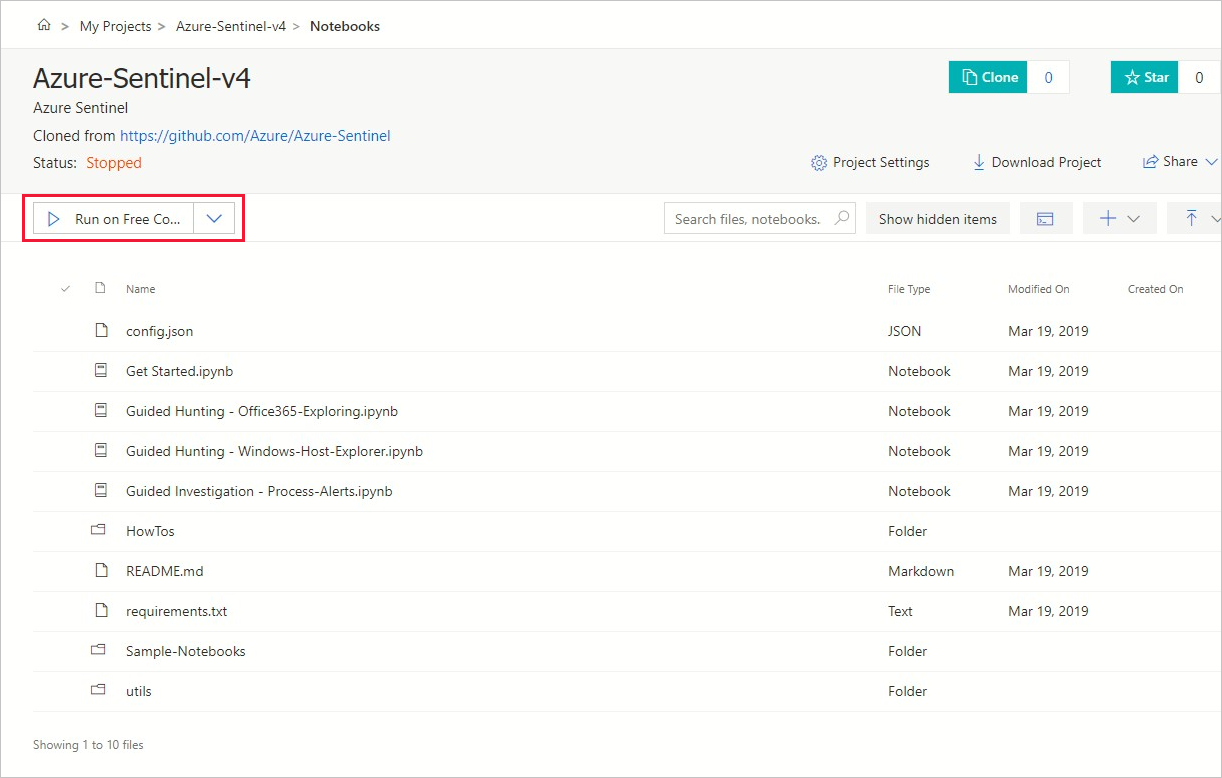 > My Projects > Azure-Sentinel-v4 > Notebooks
Azure-Sentinel-v4
Clone 0 Star 0
Azure Sentinel
Cloned from https://github.com/Azure/Azure-Sentinel
Status: Stopped
Project Settings Download Project Share
Run on Free Co... Search files, notebooks. Show hidden items
Name File Type Modified On Created On
config.json JSON Mar 19, 2019
Get Started.ipynb Notebook Mar 19, 2019
Guided Hunting - Office365-Exploring.ipynb Notebook Mar 19, 2019
Guided Hunting - Windows-Host-Explorer.ipynb Notebook Mar 19, 2019
Guided Investigation - Process-Alerts.ipynb Notebook Mar 19, 2019
HowTos Folder
README.md Markdown Mar 19, 2019
requirements.txt Text Mar 19, 2019
Sample-Notebooks Folder
utils Folder
Showing 1 to 10 files